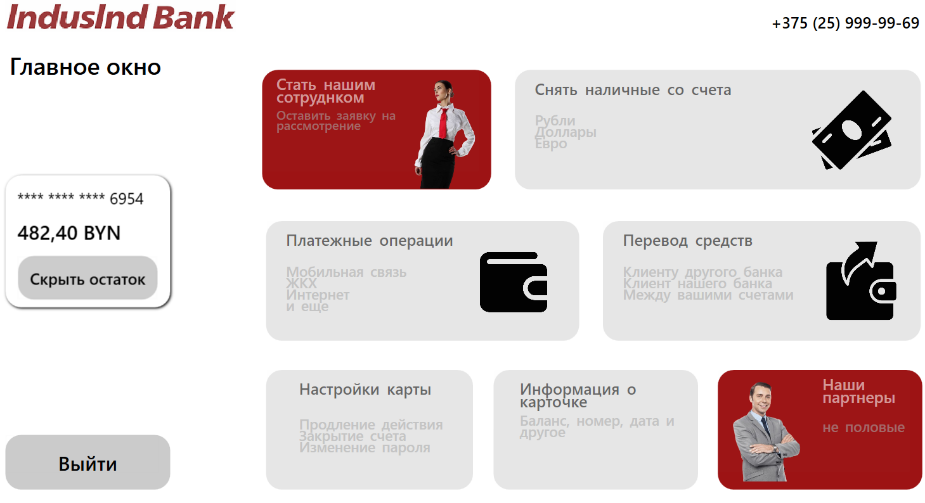 IndusInd Bank
+375 (25) 999-99-69
Главное окно
Стать нашим
сотруднком
Оставить заявку на
рассмотрение
Снять наличные со счета
Рубли
Доллары
Евро
**** **** **** 6954
482,40 BYN
Скрыть остаток
Платежные операции
Мобильная связь
ЖКХ
Интернет
и еще
Перевод средств
Клиенту другого банка
Клиент нашего банка
Между вашими счетами
Настройки карты
Продление действия
Закрытие счета
Изменение пароля
Информация о
карточке
Баланс, номер, дата и
другое
Наши
партнеры
не половые
Выйти